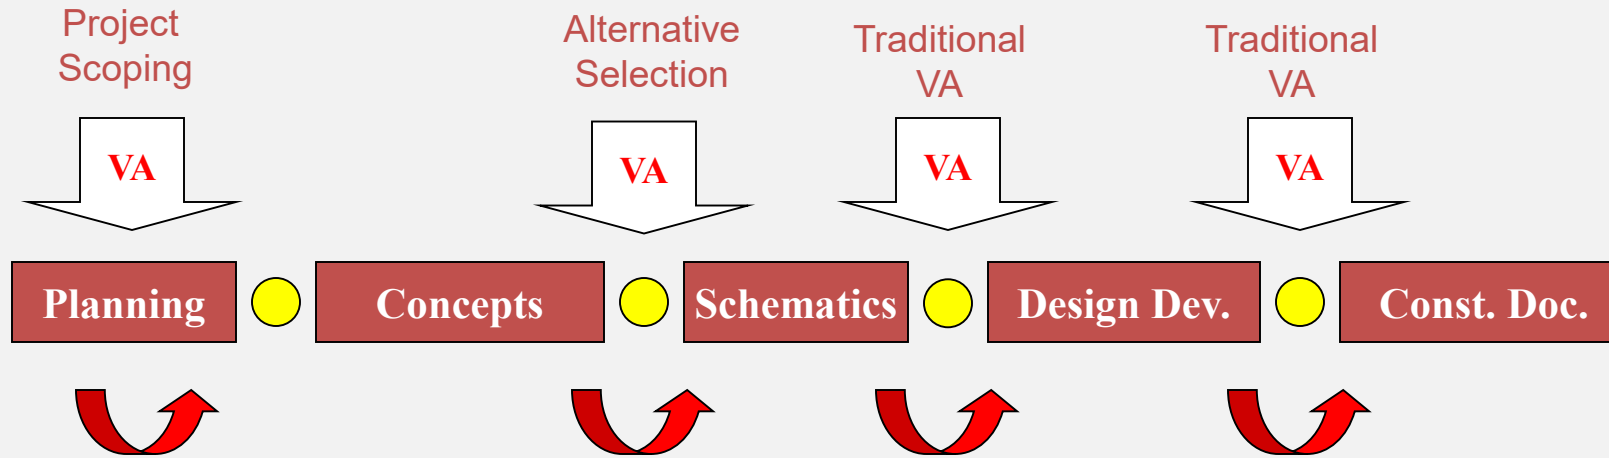 Project
Scoping
Alternative
Selection
Traditional
VA
Traditional
VA
VA
VA
VA
VA
Planning
Concepts
Schematics
Design Dev.
Const. Doc.